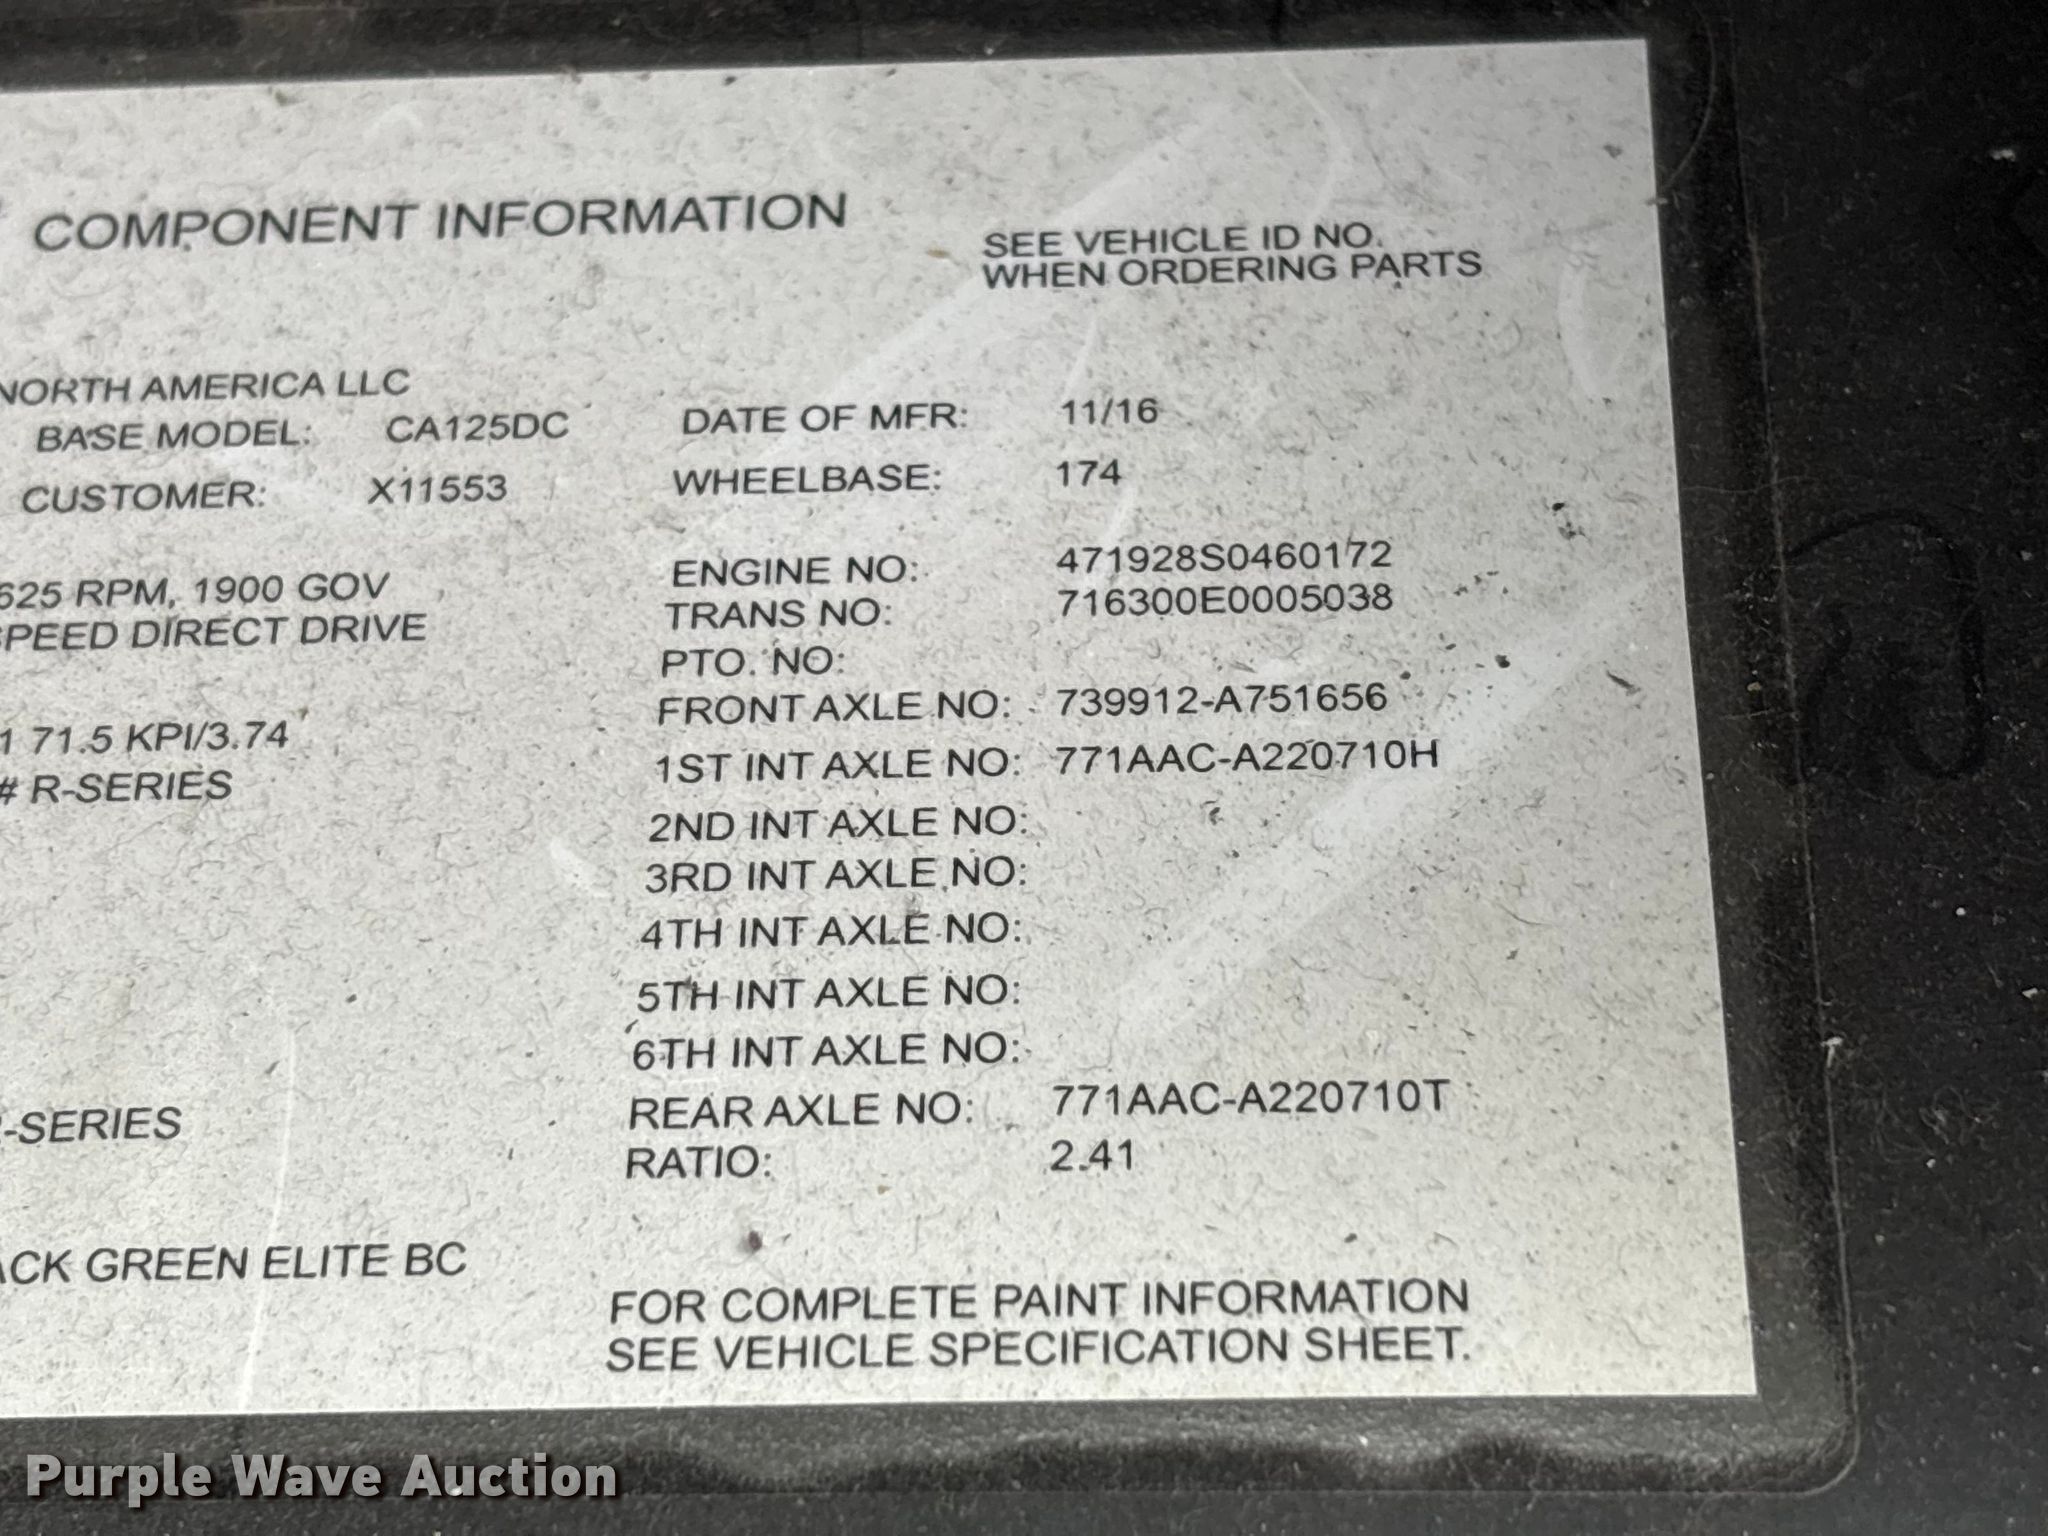 COMPONENT INFORMATION
SEE VEHICLE ID NO.
WHEN ORDERING PARTS
NORTH AMERICA LLC
BASE MODEL: CA125DC
CUSTOMER: X11553
625 RPM, 1900 GOV
SPEED DIRECT DRIVE
1 71.5 KPI/3.74
# R-SERIES
-SERIES
ACK GREEN ELITE BC
DATE OF MFR: 11/16
WHEELBASE: 174
ENGINE NO: 471928S0460172
TRANS NO: 716300E0005038
PTO. NO:
FRONT AXLE NO: 739912-A751656
1ST INT AXLE NO: 771AAC-A220710H
2ND INT AXLE NO:
3RD INT AXLE NO:
4TH INT AXLE NO:
5TH INT AXLE NO:
6TH INT AXLE NO:
REAR AXLE NO: 771AAC-A220710T
RATIO: 2.41
FOR COMPLETE PAINT INFORMATION
SEE VEHICLE SPECIFICATION SHEET.
Purple Wave Auction